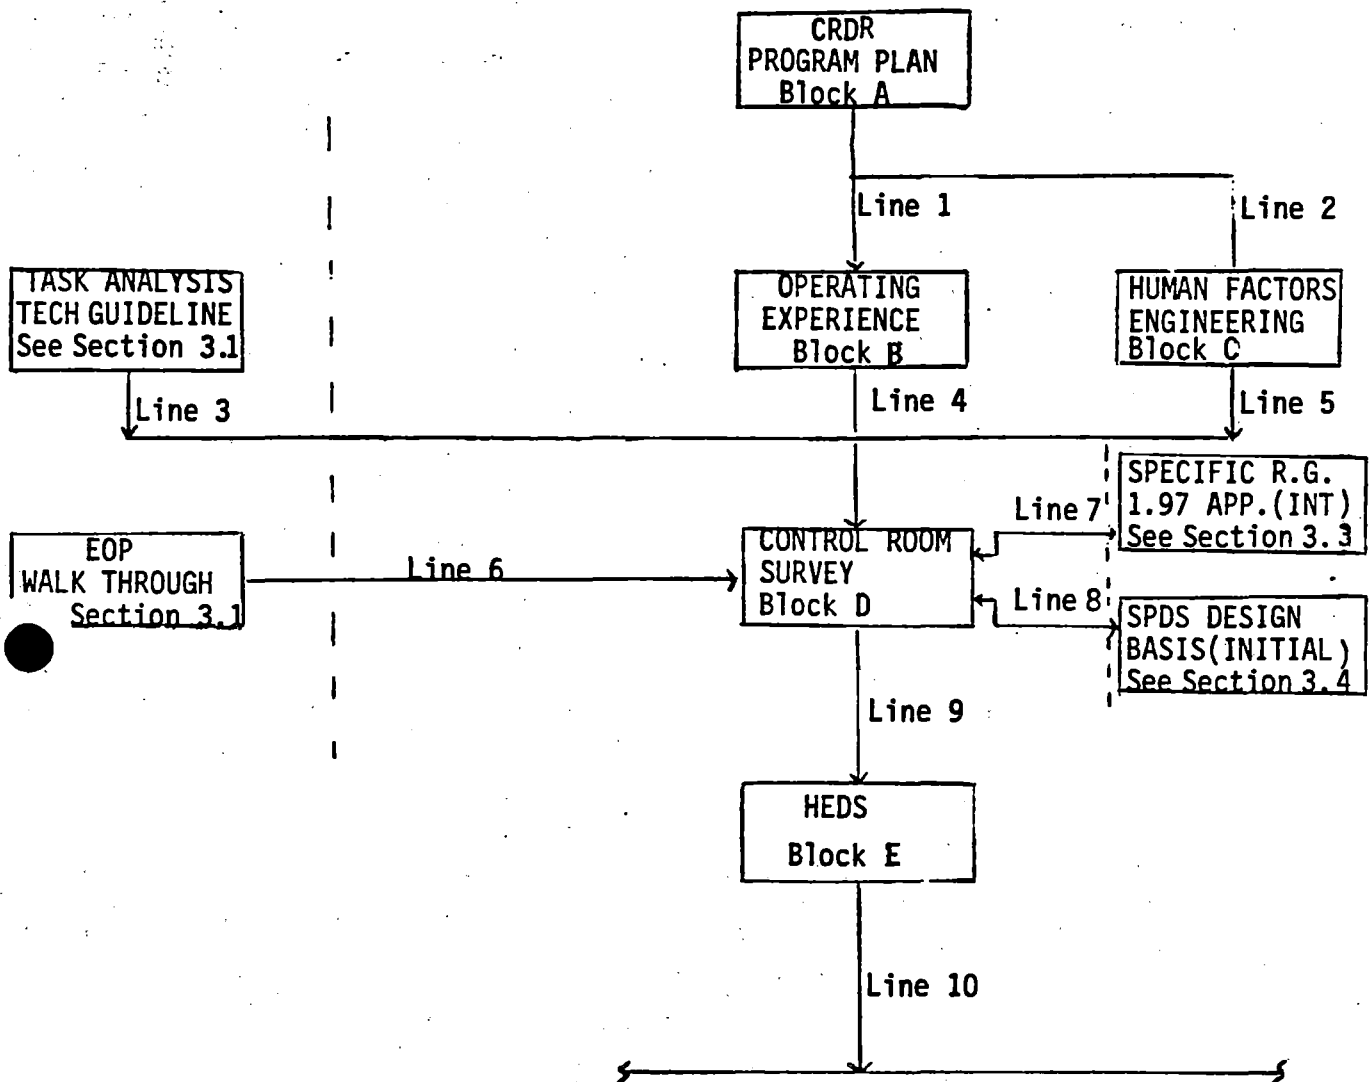 CRDR
PROGRAM PLAN
Block A
Line 1
Line 2
TASK ANALYSIS
TECH GUIDELINE
See Section 3.1
OPERATING
EXPERIENCE
Block B
HUMAN FACTORS
ENGINEERING
Block C
Line 3
Line 4
Line 5
EOP
WALK THROUGH
Section 3.1
Line 6
CONTROL ROOM
SURVEY
Block D
Line 7
SPECIFIC R.G.
1.97 APP.(INT)
See Section 3.3
Line 8
SPDS DESIGN
BASIS(INITIAL)
See Section 3.4
Line 9
HEDS
Block E
Line 10